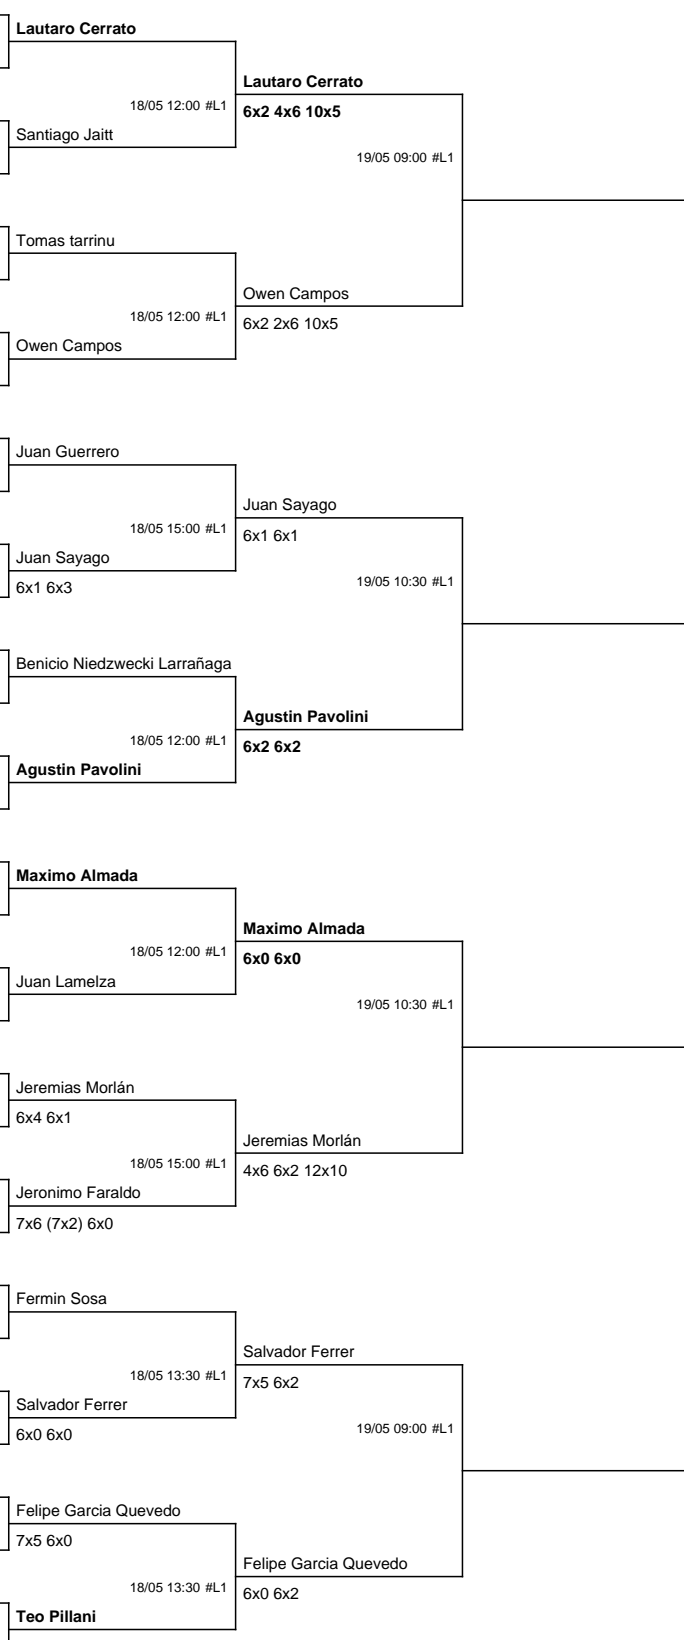 Lautaro Cerrato
Lautaro Cerrato
18/05 12:00 #L1
6x2 4x6 10x5
Santiago Jaitt
19/05 09:00 #L1
Tomas tarrinu
Owen Campos
18/05 12:00 #L1
6x2 2x6 10x5
Owen Campos
Juan Guerrero
Juan Sayago
18/05 15:00 #L1
6x1 6x1
Juan Sayago
19/05 10:30 #L1
6x1 6x3
Benicio Niedzwecki Larrañaga
Agustin Pavolini
18/05 12:00 #L1
6x2 6x2
Agustin Pavolini
Maximo Almada
Maximo Almada
18/05 12:00 #L1
6x0 6x0
Juan Lamelza
19/05 10:30 #L1
Jeremias Morlán
6x4 6x1
Jeremias Morlán
18/05 15:00 #L1
4x6 6x2 12x10
Jeronimo Faraldo
7x6 (7x2) 6x0
Fermin Sosa
Salvador Ferrer
18/05 13:30 #L1
7x5 6x2
Salvador Ferrer
19/05 09:00 #L1
6x0 6x0
Felipe Garcia Quevedo
7x5 6x0
Felipe Garcia Quevedo
18/05 13:30 #L1
6x0 6x2
Teo Pillani